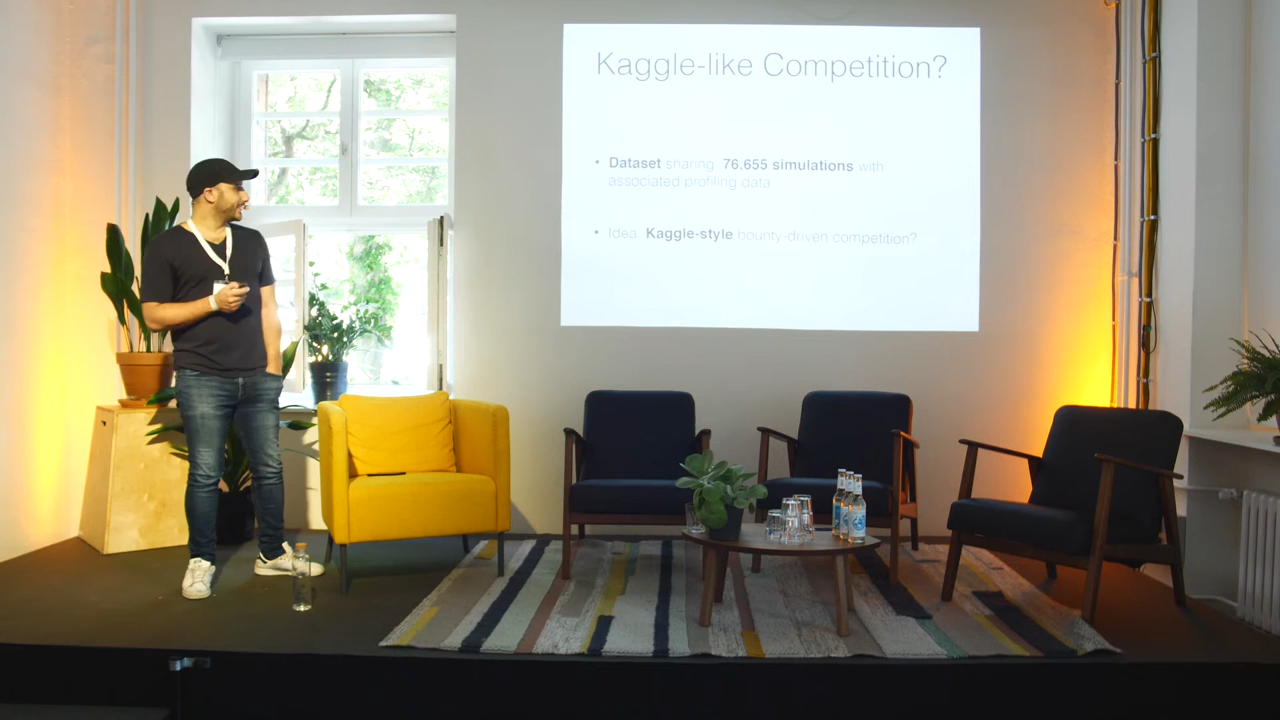 Kaggle-like Competition?
• Dataset sharing: 76.655 simulations with
associated profiling data
• Idea: Kaggle-style bounty-driven competition?